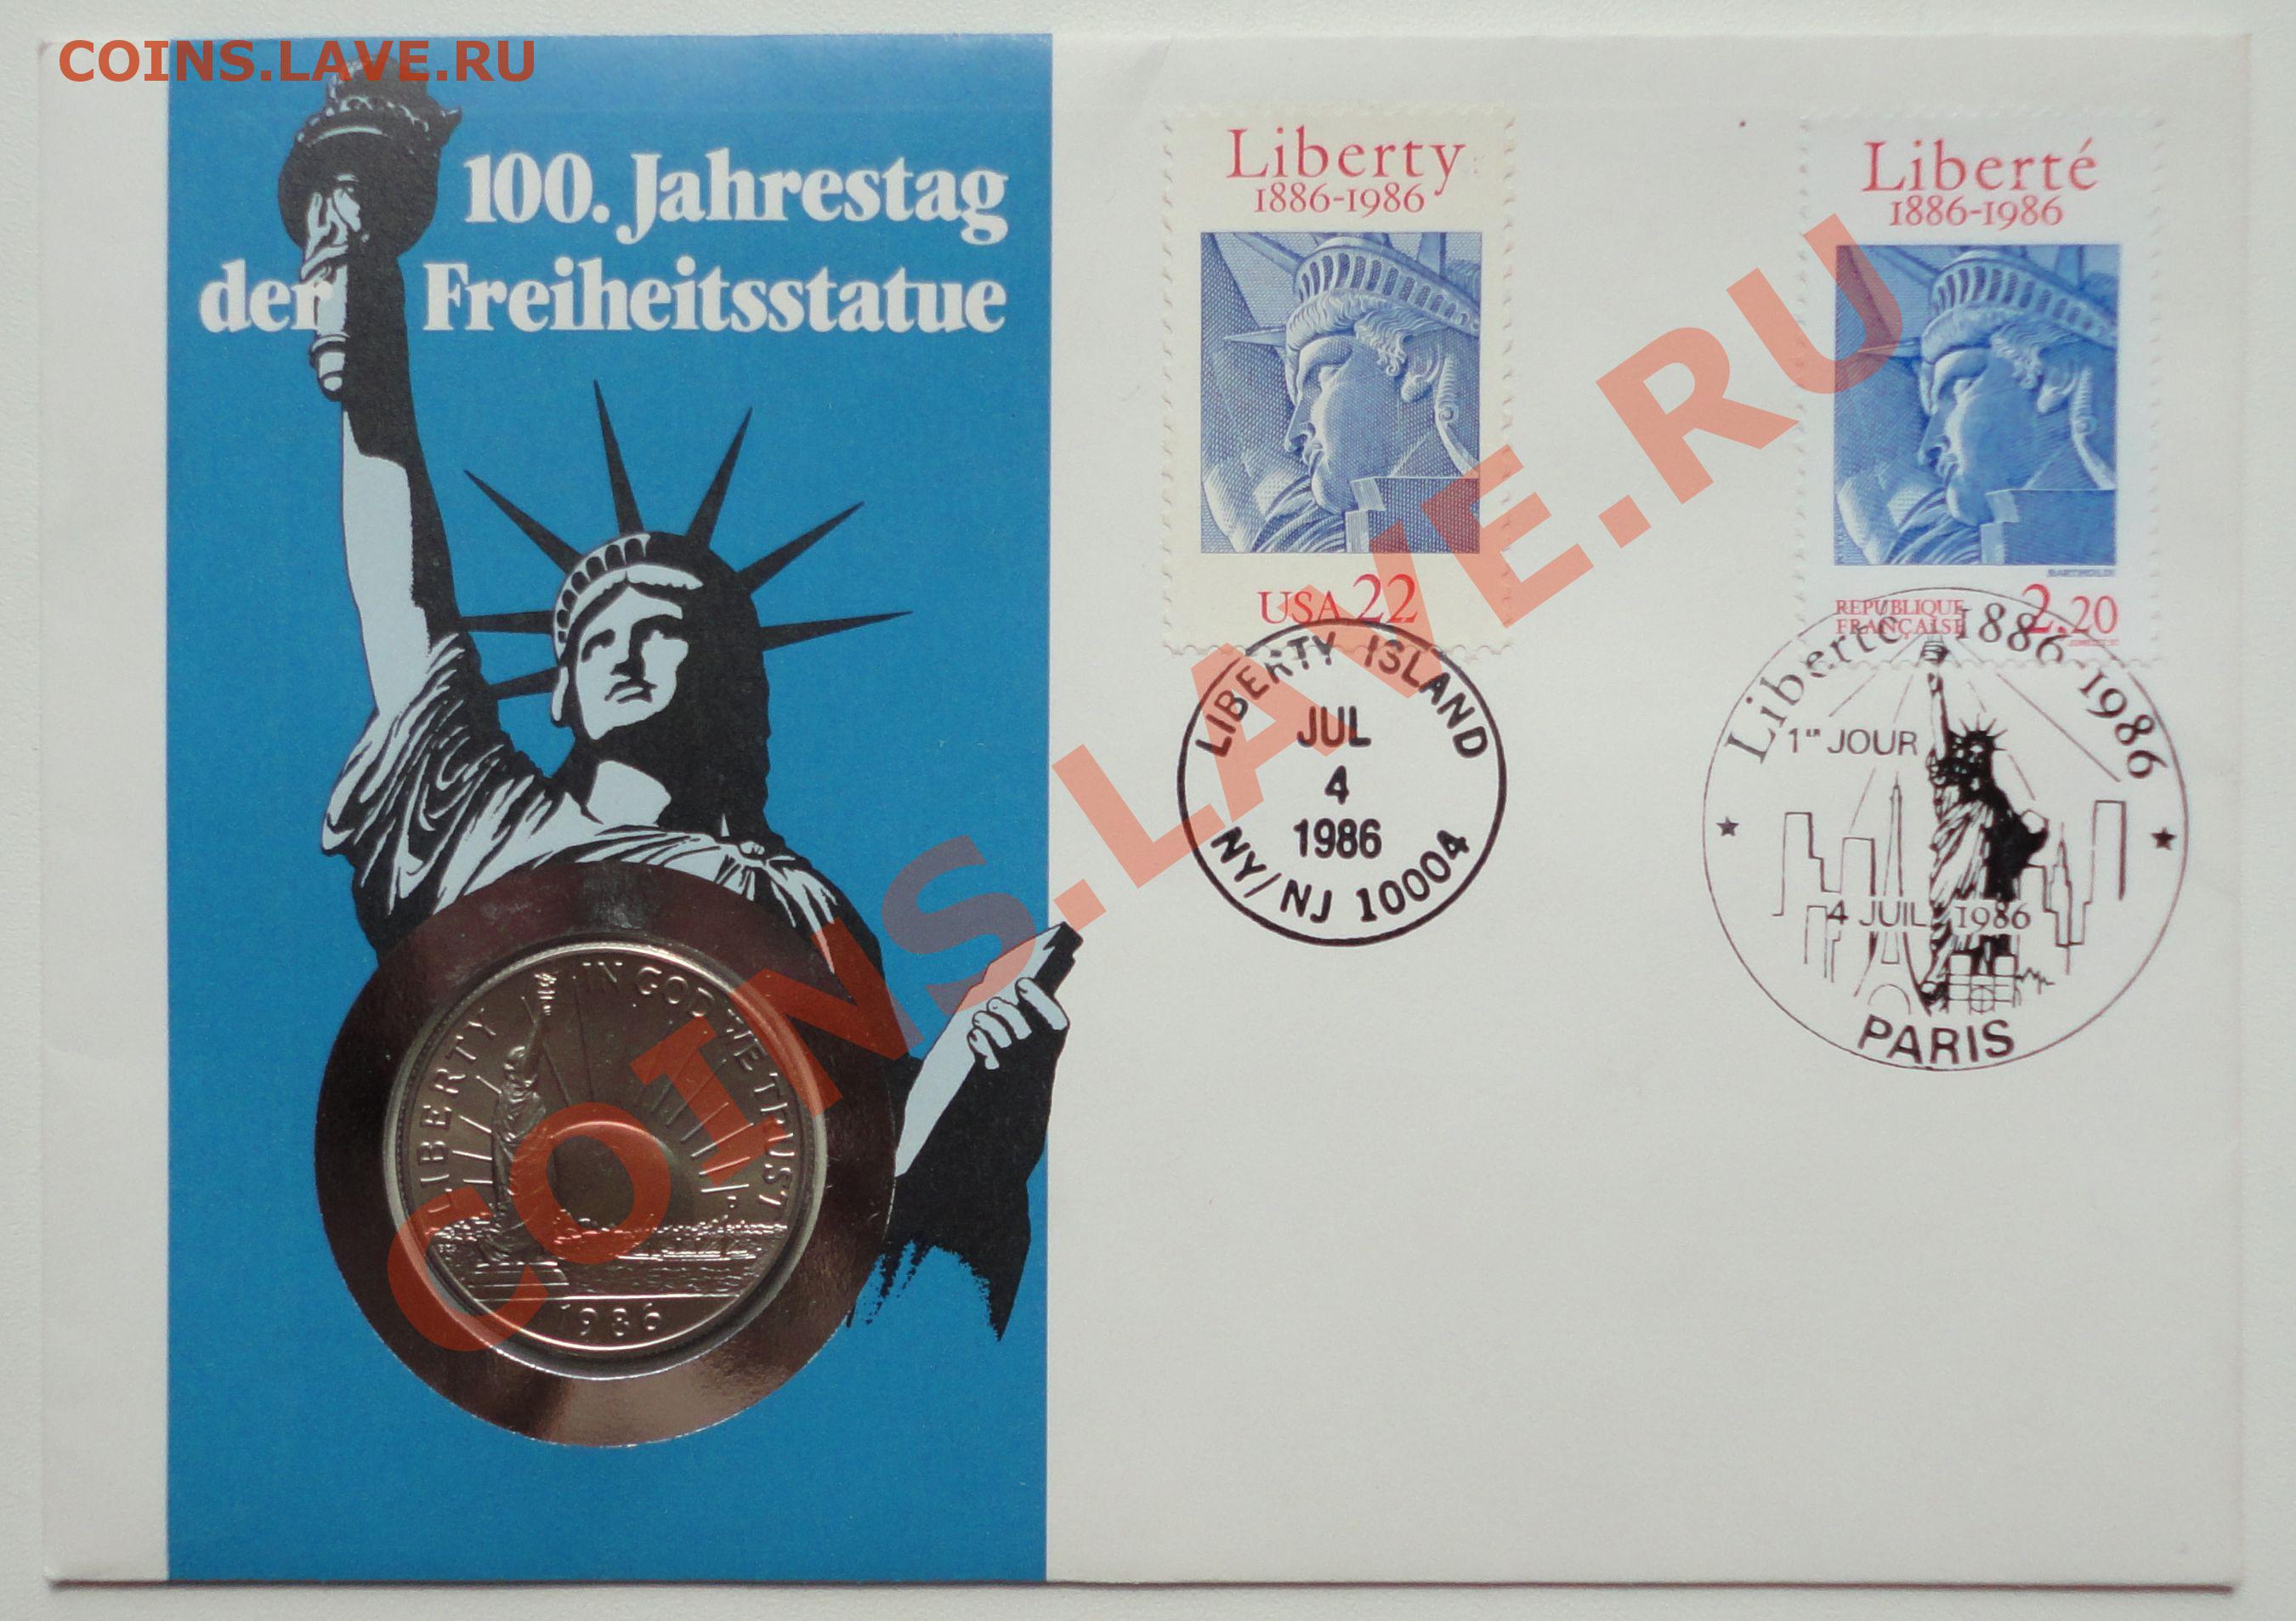 COINS.LAVE.RU
100. Jahrestag
der Freiheitsstatue
LIBERTY IN GOD WE TRUST
1986
Liberty
1886-1986
USA 22
LIBERTY ISLAND
JUL
4
1986
NY/NJ 10004
Liberté
1886-1986
BARTHOLDI
REPUBLIQUE
FRANÇAISE
2,20
Liberté 1886-1986
1ER JOUR
4 JUIL. 1986
PARIS
COINS.LAVE.RU